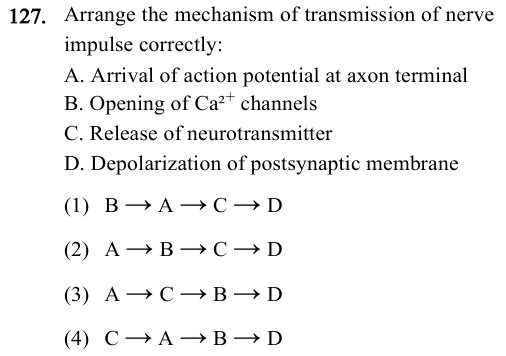 127. Arrange the mechanism of transmission of nerve
impulse correctly:
A. Arrival of action potential at axon terminal
B. Opening of Ca²⁺ channels
C. Release of neurotransmitter
D. Depolarization of postsynaptic membrane
(1) B → A → C → D
(2) A → B → C → D
(3) A → C → B → D
(4) C → A → B → D